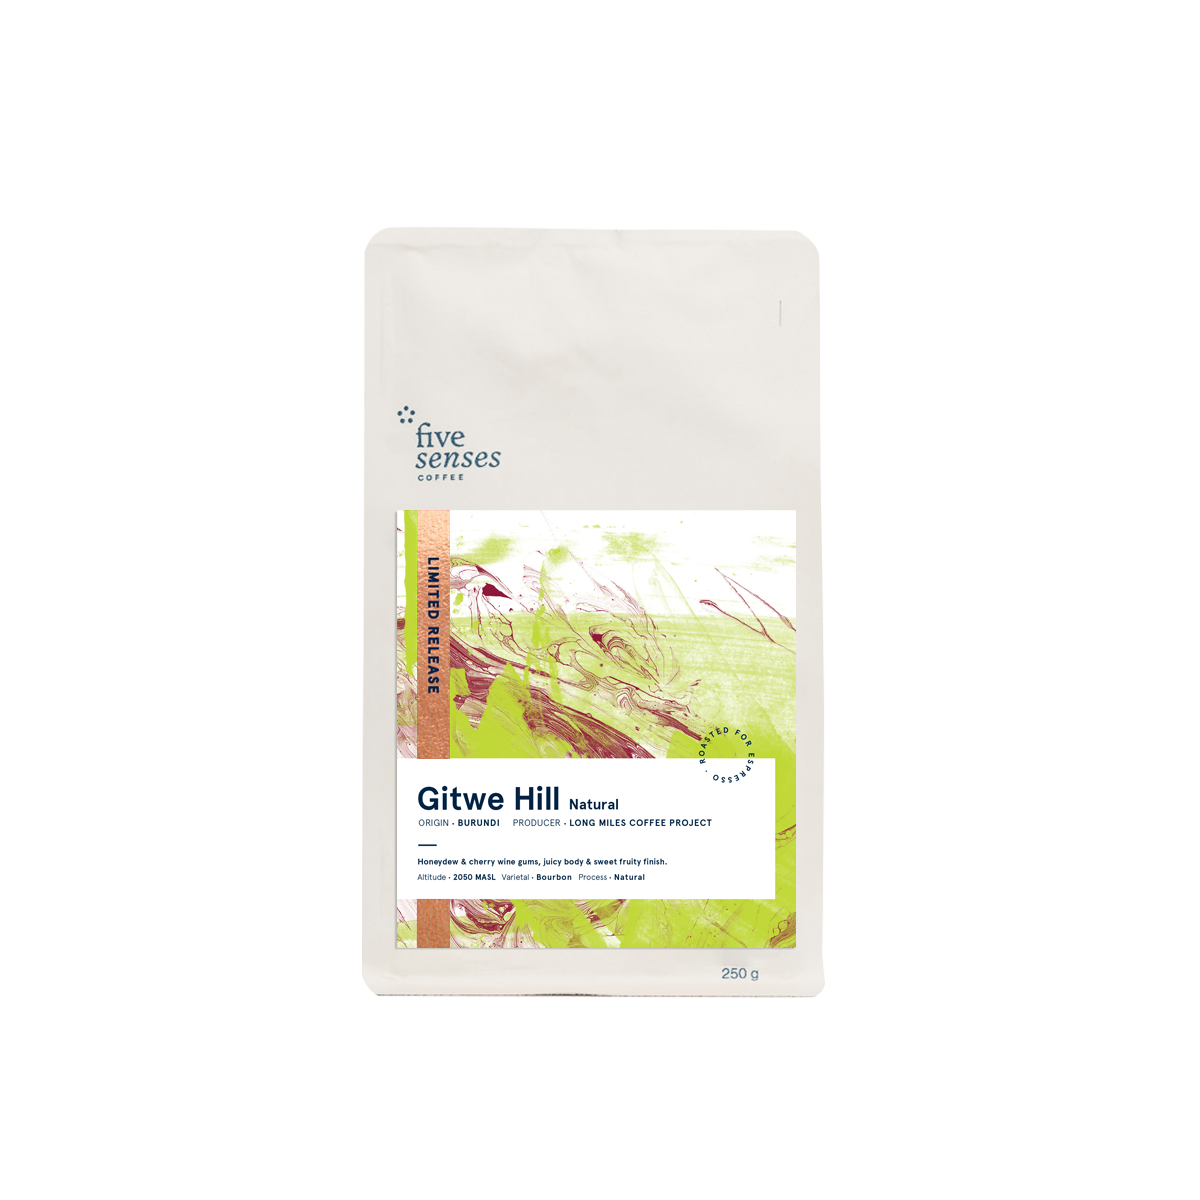 five
senses
COFFEE
LIMITED RELEASE
ROASTED FOR ESPRESSO ·
Gitwe Hill Natural
ORIGIN · BURUNDI PRODUCER · LONG MILES COFFEE PROJECT
Honeydew & cherry wine gums, juicy body & sweet fruity finish.
Altitude · 2050 MASL Varietal · Bourbon Process · Natural
250 g